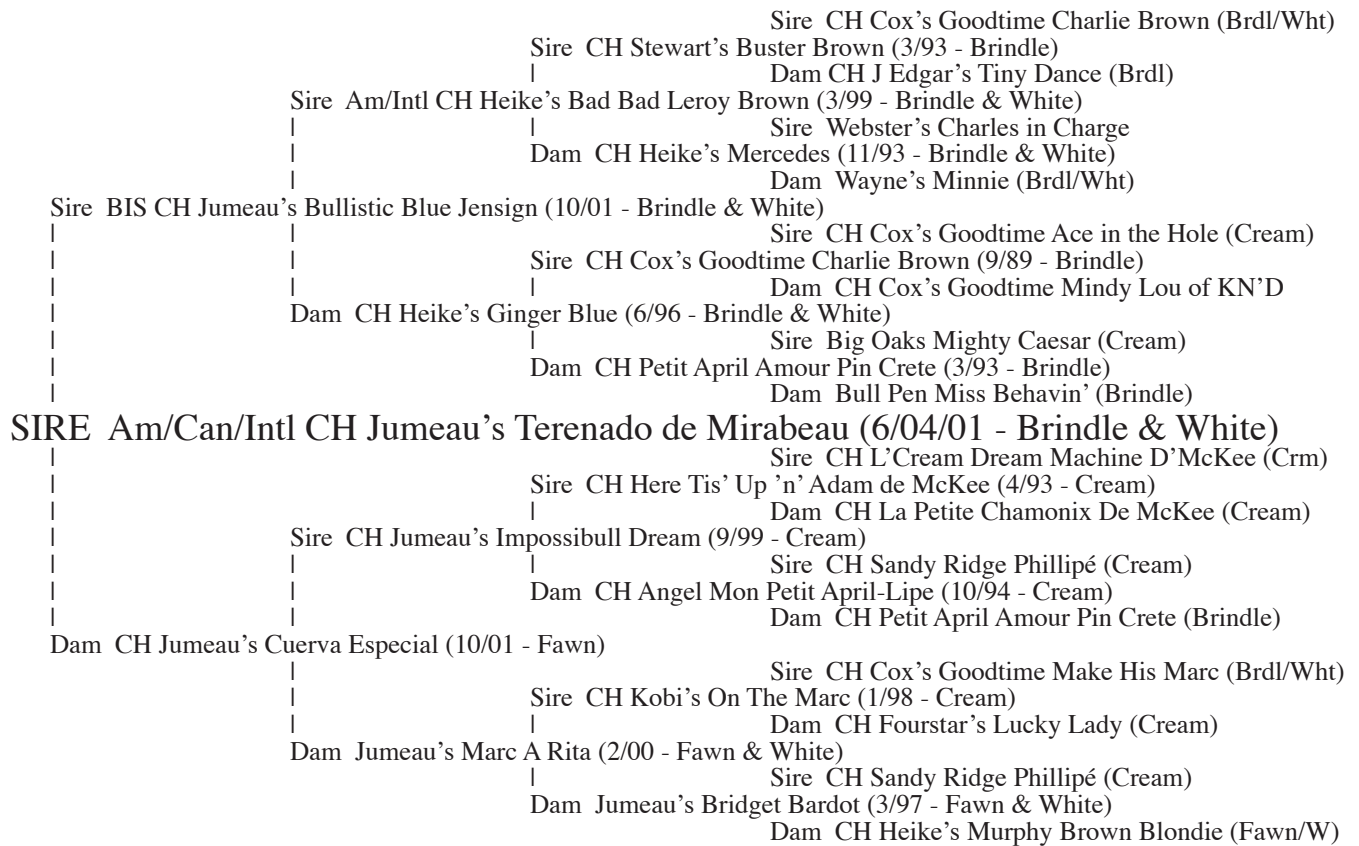 Sire CH Cox's Goodtime Charlie Brown (Brdl/Wht)
Sire CH Stewart's Buster Brown (3/93 - Brindle)
Dam CH J Edgar's Tiny Dance (Brdl)
Sire Am/Intl CH Heike's Bad Bad Leroy Brown (3/99 - Brindle & White)
Sire Webster's Charles in Charge
Dam CH Heike's Mercedes (11/93 - Brindle & White)
Dam Wayne's Minnie (Brdl/Wht)
Sire BIS CH Jumeau's Bullistic Blue Jensign (10/01 - Brindle & White)
Sire CH Cox's Goodtime Ace in the Hole (Cream)
Sire CH Cox's Goodtime Charlie Brown (9/89 - Brindle)
Dam CH Cox's Goodtime Mindy Lou of KN'D
Dam CH Heike's Ginger Blue (6/96 - Brindle & White)
Sire Big Oaks Mighty Caesar (Cream)
Dam CH Petit April Amour Pin Crete (3/93 - Brindle)
Dam Bull Pen Miss Behavin' (Brindle)
SIRE Am/Can/Intl CH Jumeau's Terenado de Mirabeau (6/04/01 - Brindle & White)
Sire CH L'Cream Dream Machine D'McKee (Crm)
Sire CH Here Tis' Up 'n' Adam de McKee (4/93 - Cream)
Dam CH La Petite Chamonix De McKee (Cream)
Sire CH Jumeau's Impossibull Dream (9/99 - Cream)
Sire CH Sandy Ridge Phillipé (Cream)
Dam CH Angel Mon Petit April-Lipe (10/94 - Cream)
Dam CH Petit April Amour Pin Crete (Brindle)
Dam CH Jumeau's Cuerva Especial (10/01 - Fawn)
Sire CH Cox's Goodtime Make His Marc (Brdl/Wht)
Sire CH Kobi's On The Marc (1/98 - Cream)
Dam CH Fourstar's Lucky Lady (Cream)
Dam Jumeau's Marc A Rita (2/00 - Fawn & White)
Sire CH Sandy Ridge Phillipé (Cream)
Dam Jumeau's Bridget Bardot (3/97 - Fawn & White)
Dam CH Heike's Murphy Brown Blondie (Fawn/W)